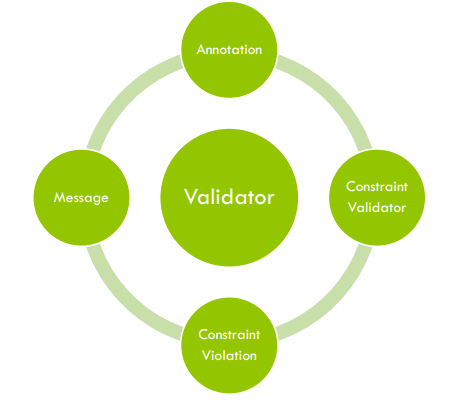 Annotation
Message
Validator
Constraint
Validator
Constraint
Violation